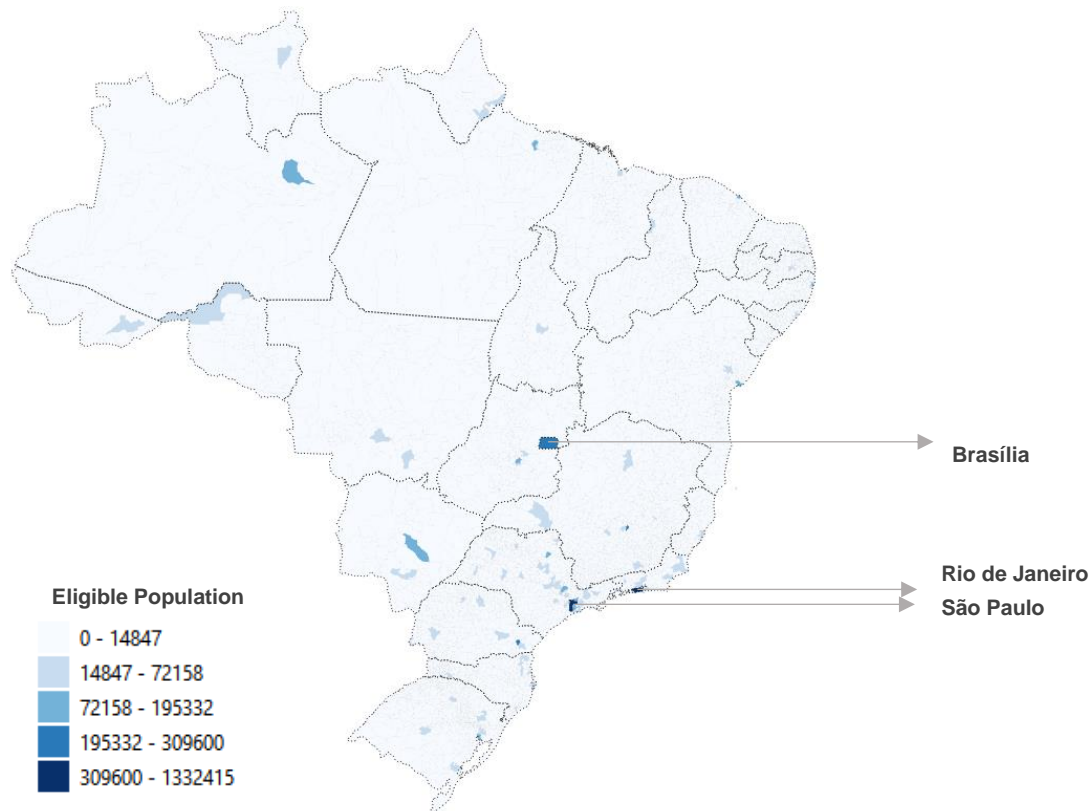 Brasília
Rio de Janeiro
São Paulo
Eligible Population
0 - 14847
14847 - 72158
72158 - 195332
195332 - 309600
309600 - 1332415